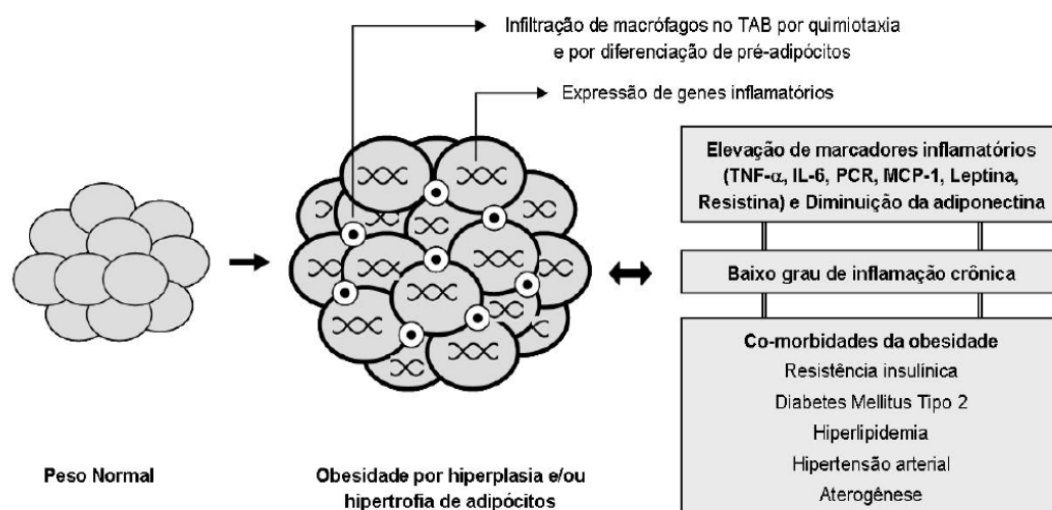 Infiltração de macrófagos no TAB por quimiotaxia
e por diferenciação de pré-adipócitos
Expressão de genes inflamatórios
Elevação de marcadores inflamatórios
(TNF-α, IL-6, PCR, MCP-1, Leptina,
Resistina) e Diminuição da adiponectina
Baixo grau de inflamação crônica
Co-morbidades da obesidade
Resistência insulínica
Diabetes Mellitus Tipo 2
Hiperlipidemia
Hipertensão arterial
Aterogênese
Peso Normal
Obesidade por hiperplasia e/ou
hipertrofia de adipócitos